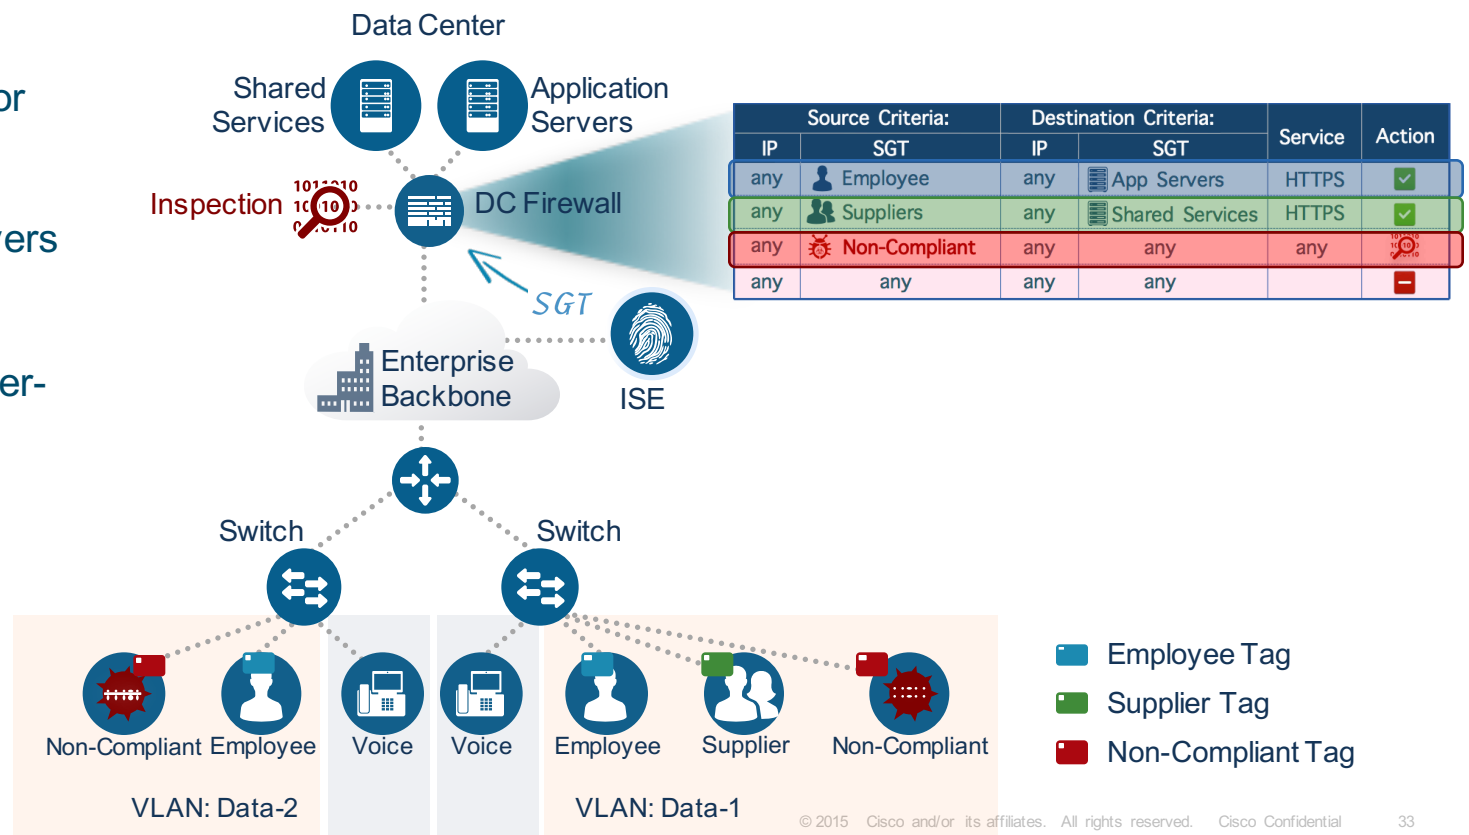 Data Center
or
Shared
Services
Application
Servers
Source Criteria:
Destination Criteria:
Service
Action
IP
SGT
IP
SGT
any
Employee
any
App Servers
HTTPS
any
Suppliers
any
Shared Services
HTTPS
any
Non-Compliant
any
any
any
any
any
any
any
Inspection
DC Firewall
ers
SGT
er-
Enterprise
Backbone
ISE
Switch
Switch
Non-Compliant
Employee
Voice
Voice
Employee
Supplier
Non-Compliant
VLAN: Data-2
VLAN: Data-1
Employee Tag
Supplier Tag
Non-Compliant Tag
© 2015 Cisco and/or its affiliates. All rights reserved. Cisco Confidential 33